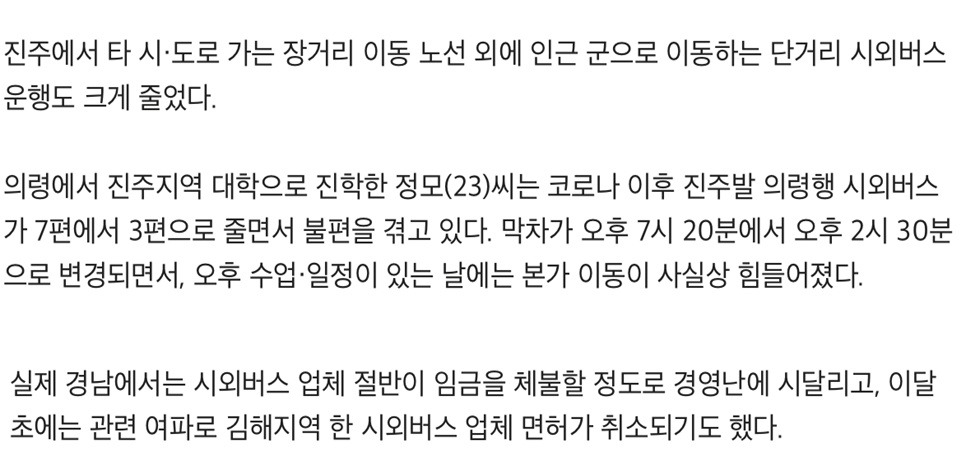 진주에서 타 시·도로 가는 장거리 이동 노선 외에 인근 군으로 이동하는 단거리 시외버스
운행도 크게 줄었다.
의령에서 진주지역 대학으로 진학한 정모(23)씨는 코로나 이후 진주발 의령행 시외버스
가 7편에서 3편으로 줄면서 불편을 겪고 있다. 막차가 오후 7시 20분에서 오후 2시 30분
으로 변경되면서, 오후 수업·일정이 있는 날에는 본가 이동이 사실상 힘들어졌다.
실제 경남에서는 시외버스 업체 절반이 임금을 체불할 정도로 경영난에 시달리고, 이달
초에는 관련 여파로 김해지역 한 시외버스 업체 면허가 취소되기도 했다.